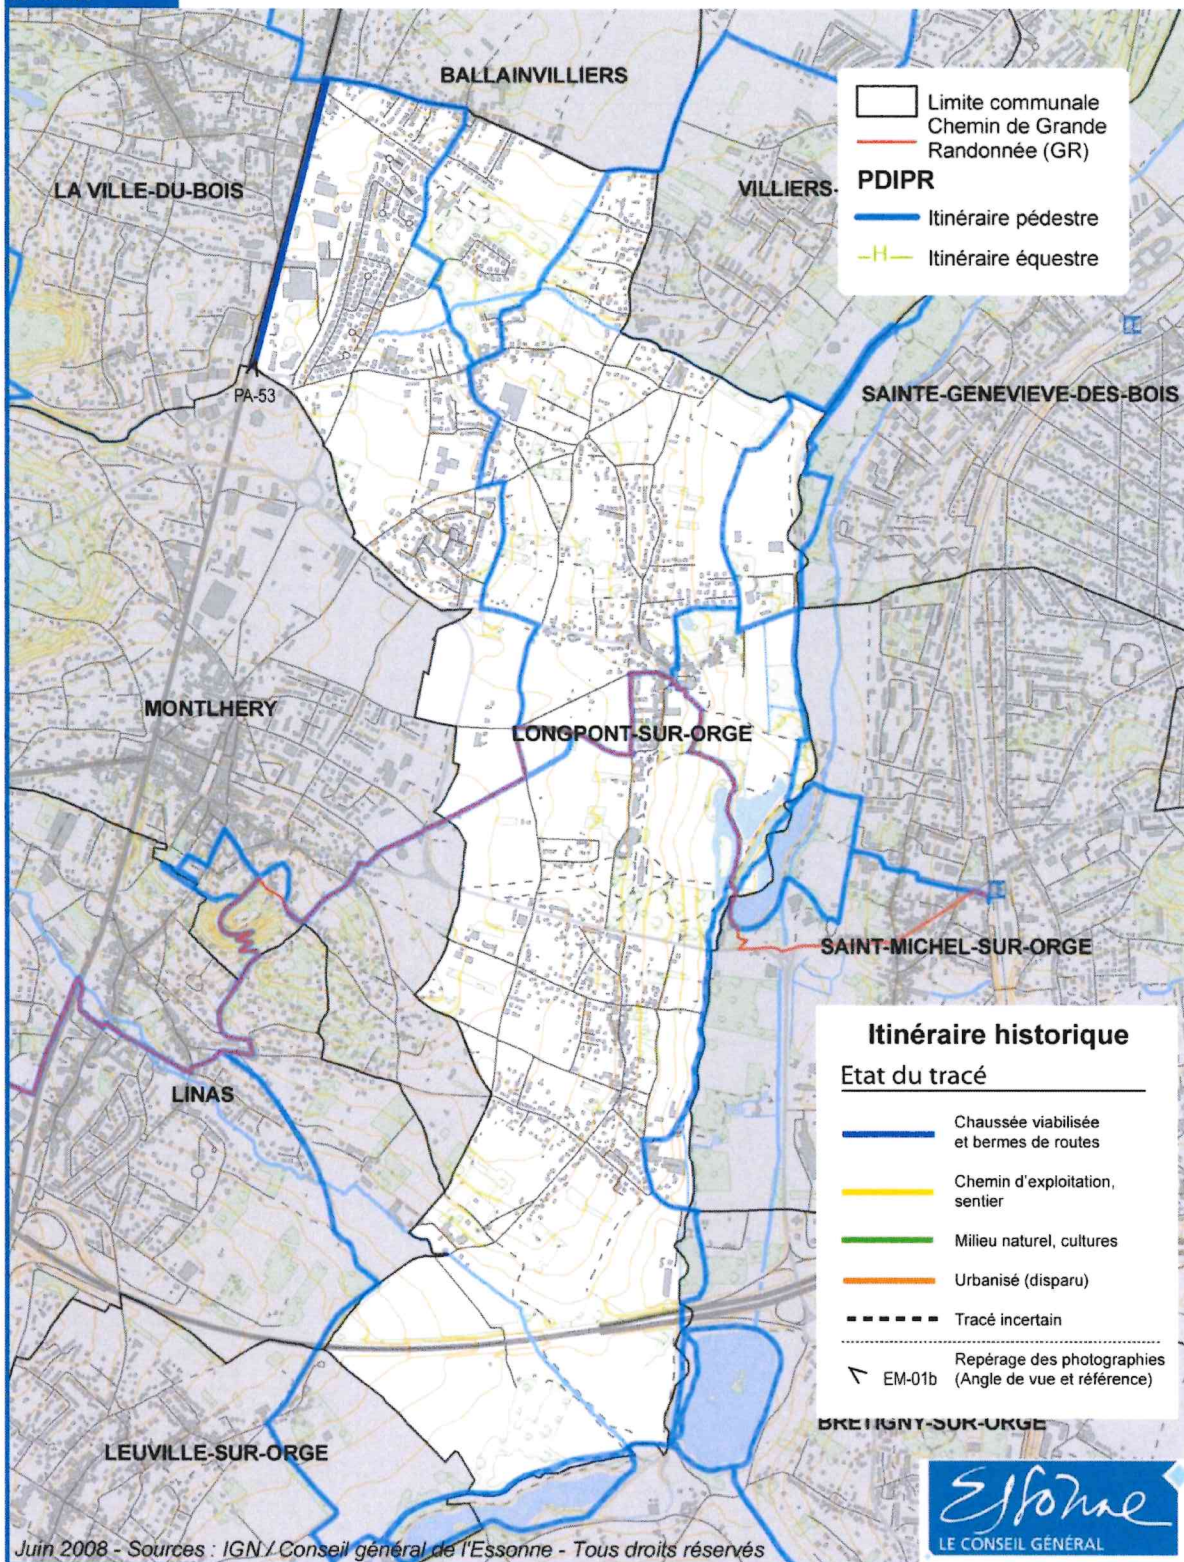 BALLAINVILLIERS
Limite communale
Chemin de Grande
Randonnée (GR)
PDIPR
Itinéraire pédestre
-H- Itinéraire équestre
LA VILLE-DU-BOIS
VILLIERS-
PA-53
SAINTE-GENEVIEVE-DES-BOIS
MONTLHERY
LONGPONT-SUR-ORGE
SAINT-MICHEL-SUR-ORGE
LINAS
Itinéraire historique
Etat du tracé
Chaussée viabilisée
et bermes de routes
Chemin d'exploitation,
sentier
Milieu naturel, cultures
Urbanisé (disparu)
Tracé incertain
EM-01b Repérage des photographies
(Angle de vue et référence)
BRETIGNY-SUR-ORGE
LEUVILLE-SUR-ORGE
Essonne
LE CONSEIL GÉNÉRAL
Juin 2008 - Sources : IGN / Conseil général de l'Essonne - Tous droits réservés